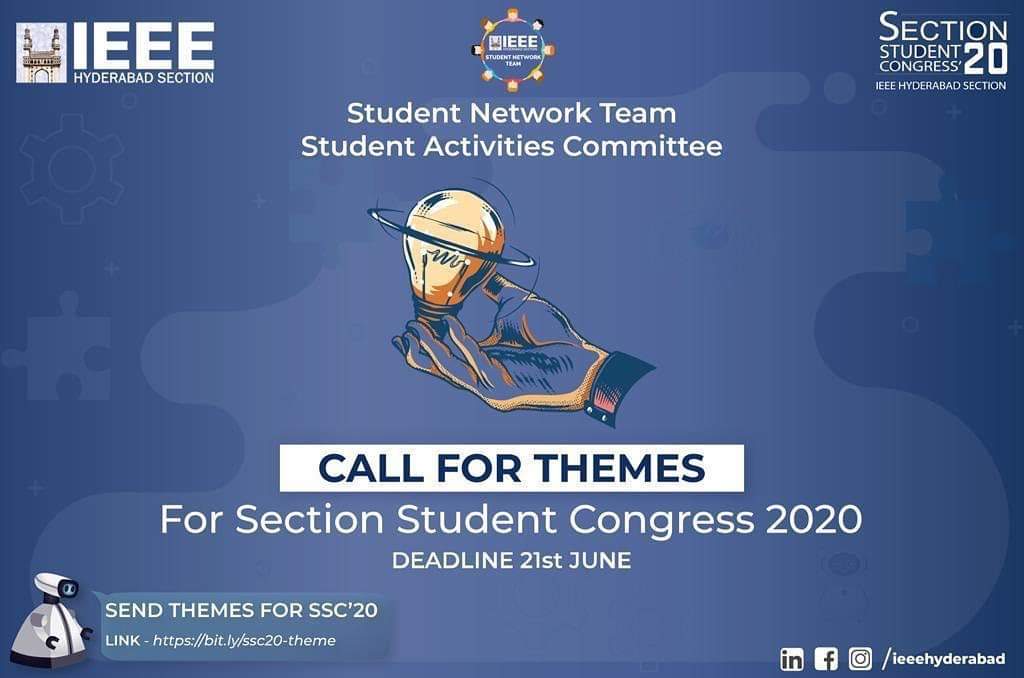 IEEE
HYDERABAD SECTION
IEEE
HYDERABAD SECTION
STUDENT NETWORK
TEAM
SECTION
STUDENT
CONGRESS'20
IEEE HYDERABAD SECTION
Student Network Team
Student Activities Committee
CALL FOR THEMES
For Section Student Congress 2020
DEADLINE 21st JUNE
SEND THEMES FOR SSC'20
LINK - https://bit.ly/ssc20-theme
/ieeehyderabad